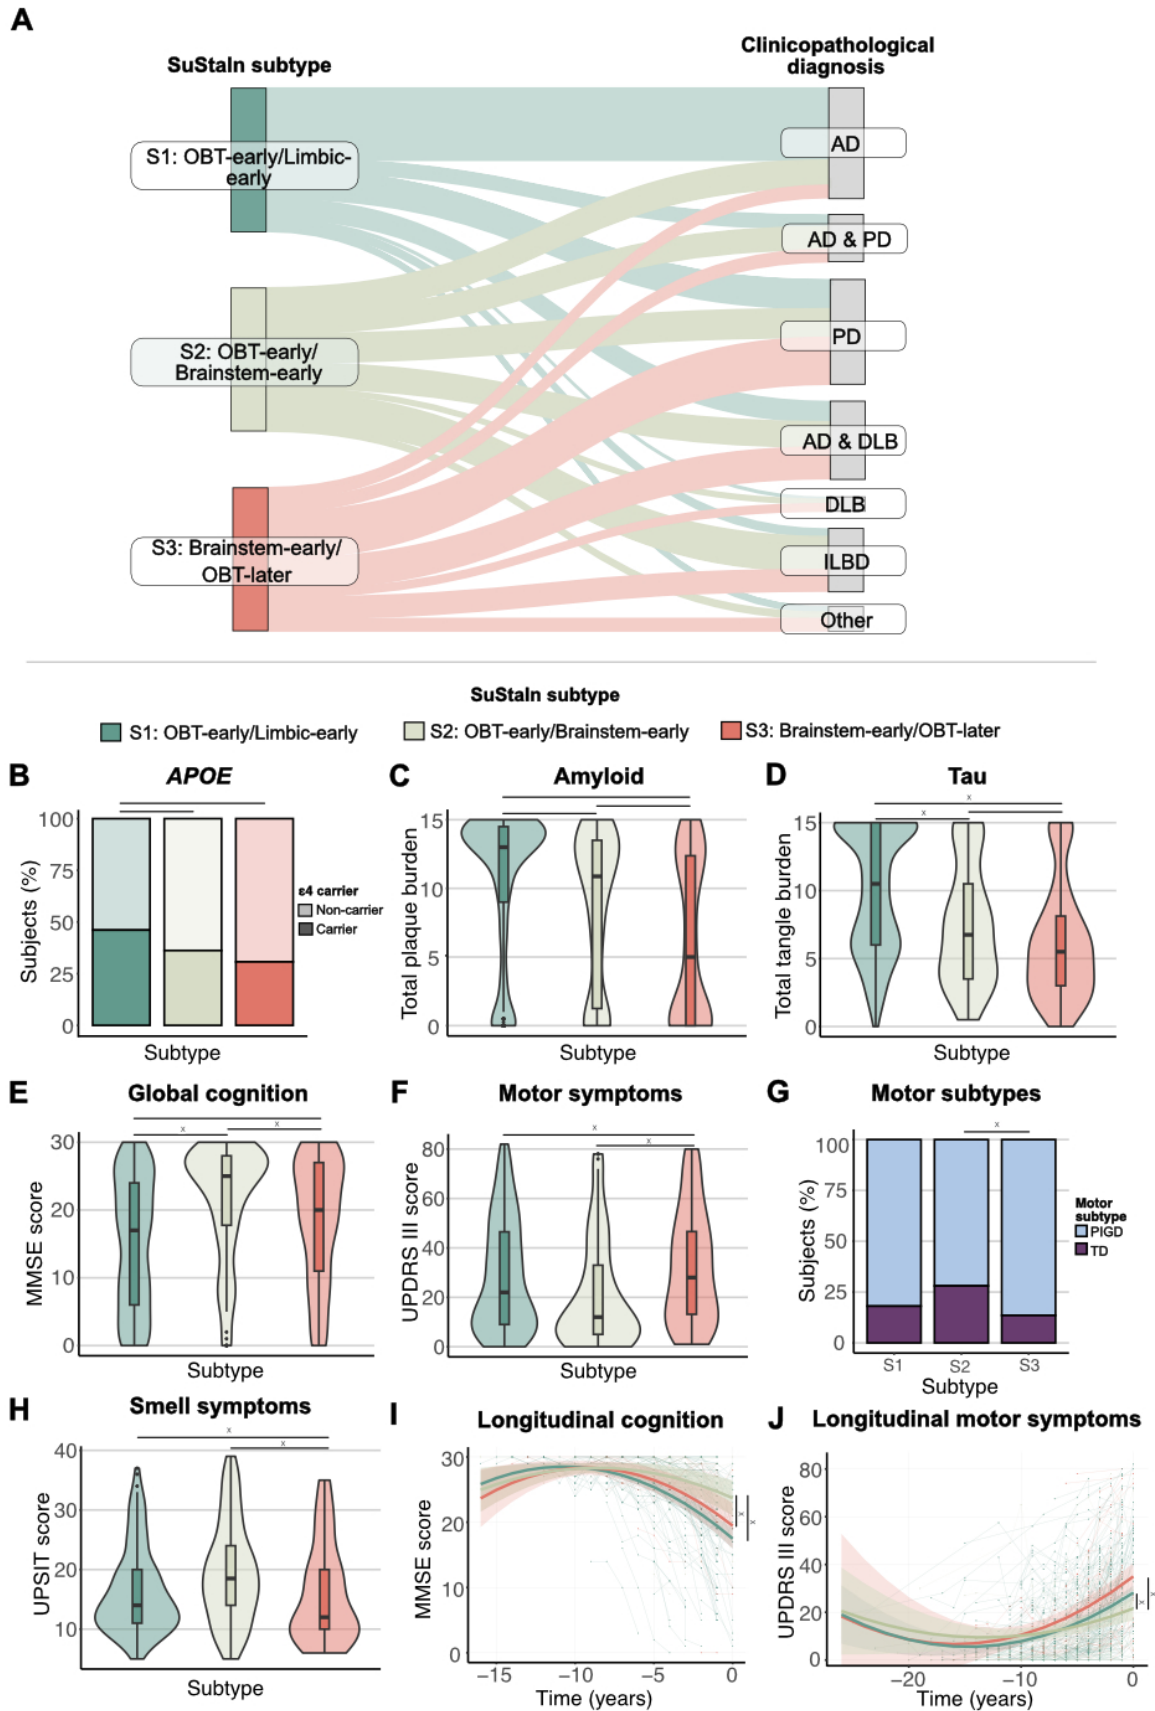 A
SuStaIn subtype
Clinicopathological
diagnosis
S1: OBT-early/Limbic-
early
S2: OBT-early/
Brainstem-early
S3: Brainstem-early/
OBT-later
AD
AD & PD
PD
AD & DLB
DLB
ILBD
Other
SuStaIn subtype
S1: OBT-early/Limbic-early
S2: OBT-early/Brainstem-early
S3: Brainstem-early/OBT-later
B
APOE
Subjects (%)
100
75
50
25
0
Subtype
ε4 carrier
Non-carrier
Carrier
C
Amyloid
Total plaque burden
15
10
5
0
Subtype
D
Tau
x
x
Total tangle burden
15
10
5
0
Subtype
E
Global cognition
x
x
MMSE score
30
20
10
0
Subtype
F
Motor symptoms
x
x
UPDRS III score
80
60
40
20
0
Subtype
G
Motor subtypes
x
Subjects (%)
100
75
50
25
0
S1
S2
S3
Subtype
Motor
subtype
PIGD
TD
H
Smell symptoms
x
x
UPSIT score
40
30
20
10
Subtype
I
Longitudinal cognition
MMSE score
30
20
10
0
−15
−10
−5
0
Time (years)
x
x
J
Longitudinal motor symptoms
UPDRS III score
80
60
40
20
0
−20
−10
0
Time (years)
x
x